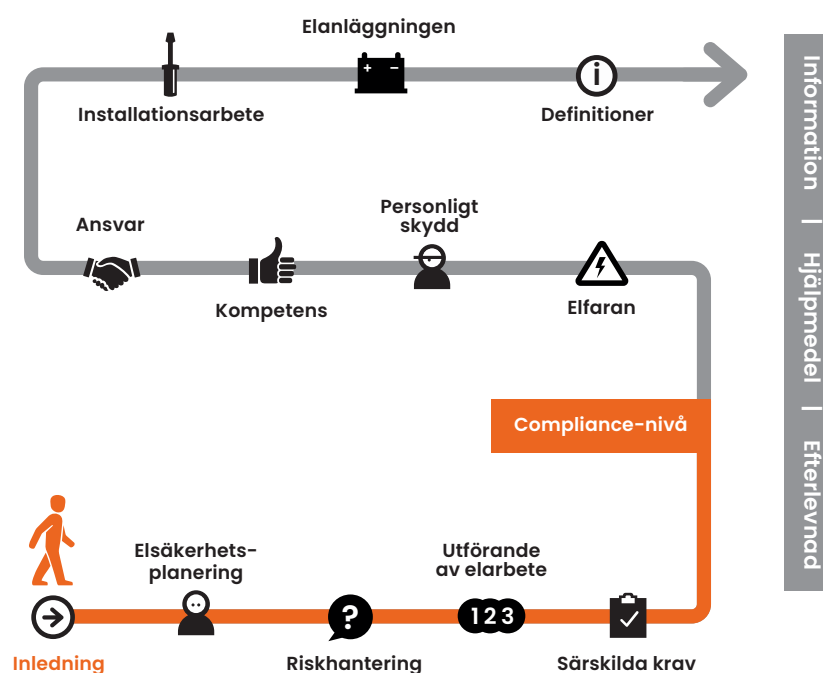 Elanläggningen
+ -
i
Installationsarbete
Definitioner
Ansvar
Personligt
skydd
Kompetens
Elfaran
Compliance-nivå
Elsäkerhets-
planering
Utförande
av elarbete
?
123
Inledning
Riskhantering
Särskilda krav
Information | Hjälpmedel | Efterlevnad